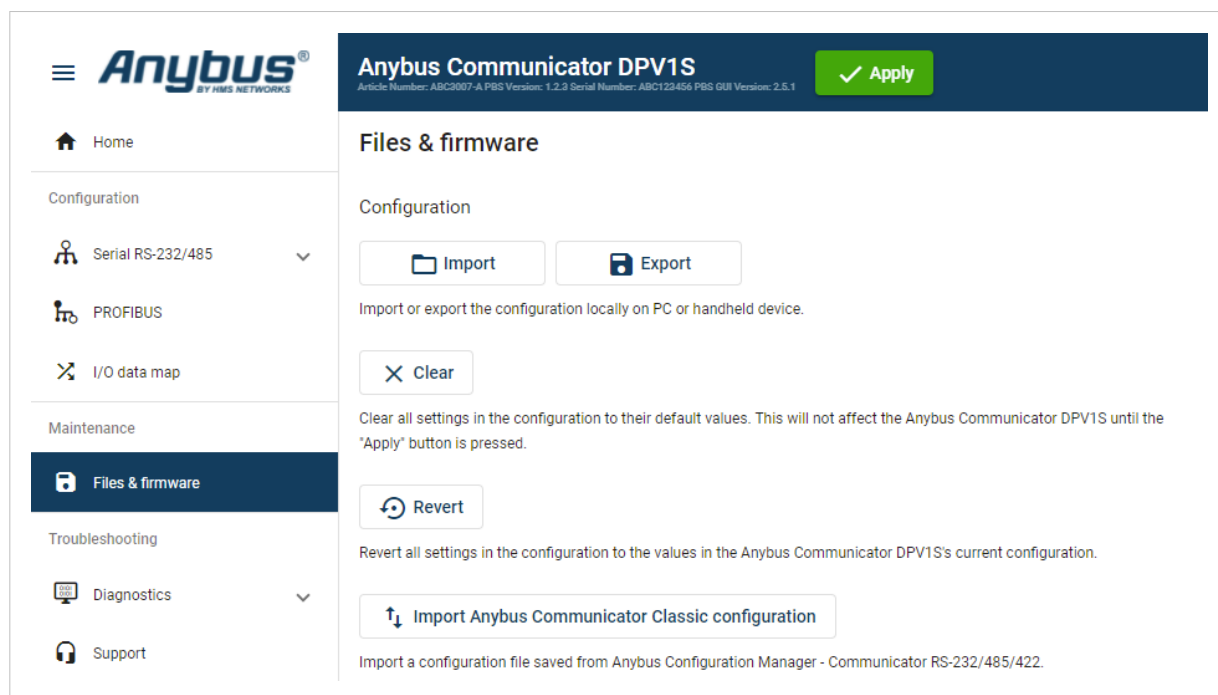 Anybus®
BY HMS NETWORKS
Anybus Communicator DPV1S
Article Number: ABC3007-A PBS Version: 1.2.3 Serial Number: ABC123456 PBS GUI Version: 2.5.1
Apply
Home
Configuration
Serial RS-232/485
PROFIBUS
I/O data map
Maintenance
Files & firmware
Troubleshooting
Diagnostics
Support
Files & firmware
Configuration
Import
Export
Import or export the configuration locally on PC or handheld device.
Clear
Clear all settings in the configuration to their default values. This will not affect the Anybus Communicator DPV1S until the
"Apply" button is pressed.
Revert
Revert all settings in the configuration to the values in the Anybus Communicator DPV1S's current configuration.
Import Anybus Communicator Classic configuration
Import a configuration file saved from Anybus Configuration Manager - Communicator RS-232/485/422.